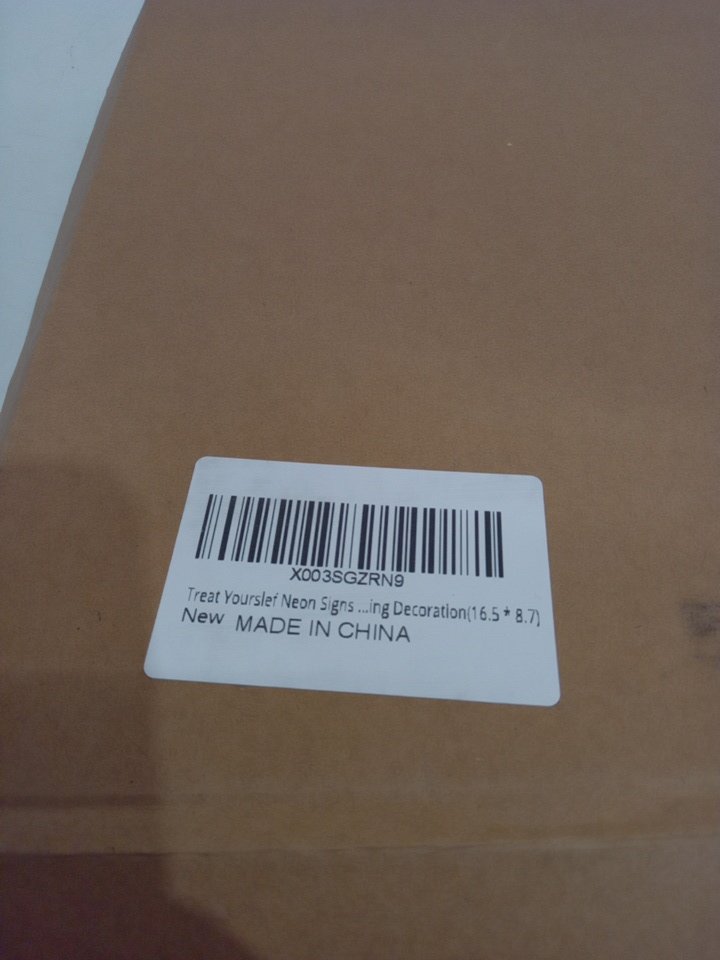 X003SGZRN9
Treat Yourslef Neon Signs ...ing Decoration(16.5 * 8.7)
New MADE IN CHINA